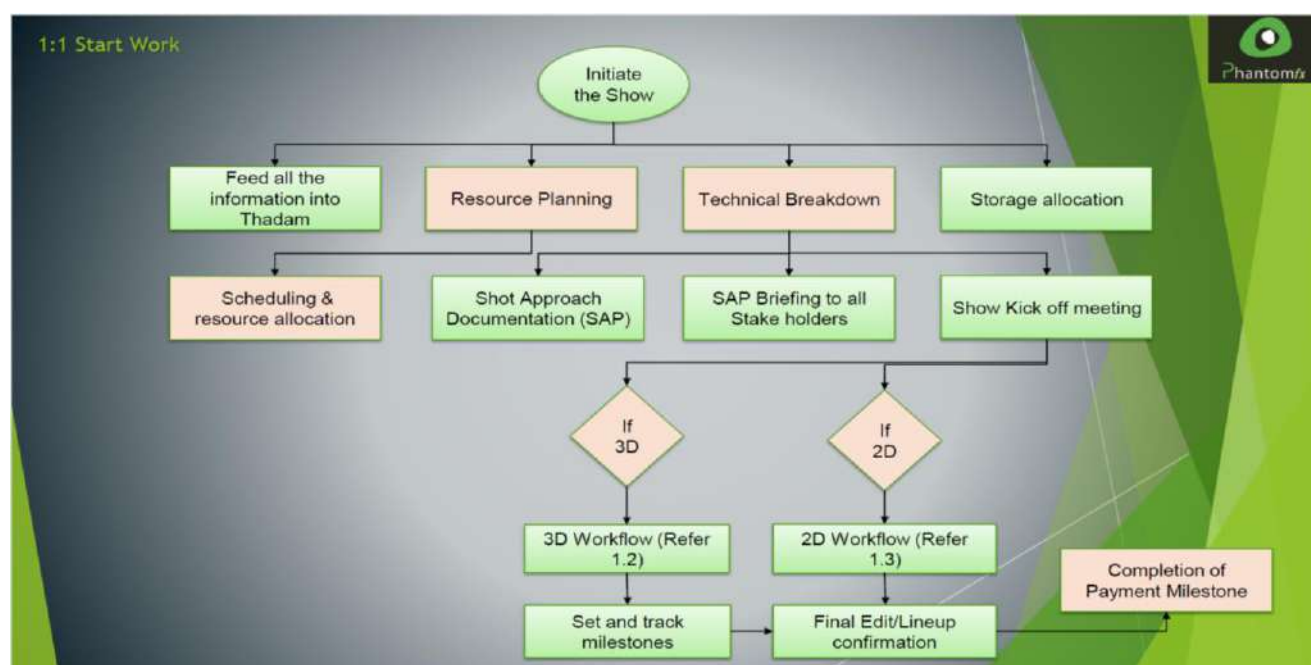 1:1 Start Work
Phantomfx
Initiate
the Show
Feed all the
information into
Thadam
Resource Planning
Technical Breakdown
Storage allocation
Scheduling &
resource allocation
Shot Approach
Documentation (SAP)
SAP Briefing to all
Stake holders
Show Kick off meeting
If
3D
If
2D
3D Workflow (Refer
1.2)
2D Workflow (Refer
1.3)
Completion of
Payment Milestone
Set and track
milestones
Final Edit/Lineup
confirmation